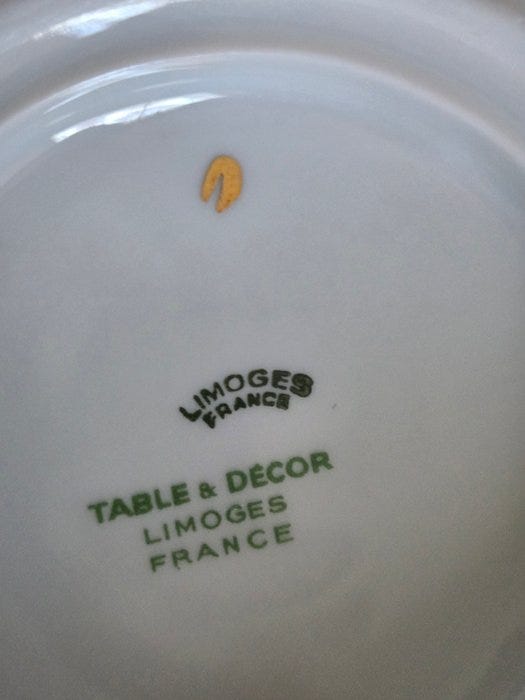 LIMOGES
FRANCE
TABLE & DÉCOR
LIMOGES
FRANCE